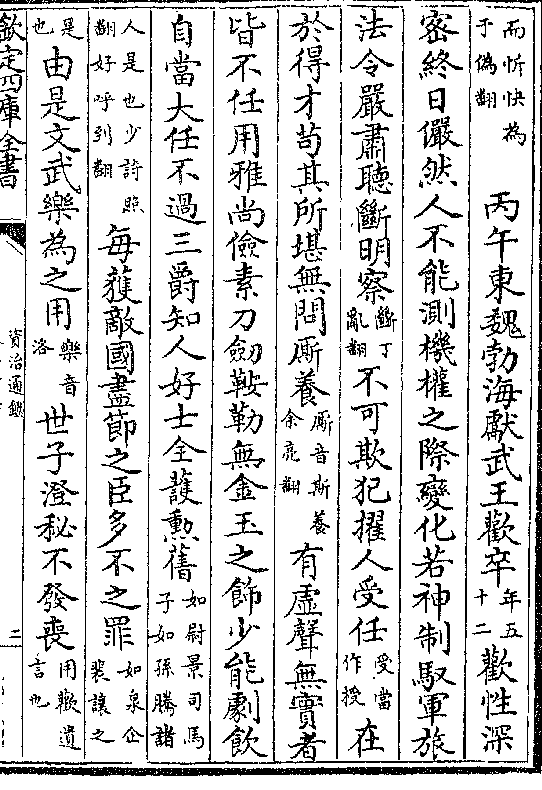 而忻快為于偽翻　丙午東魏勃海獻武王歡卒年五十二歡性深
密終日儼然人不能測機權之際變化若神制馭軍旅
法令嚴肅聽斷明察斷丁亂翻不可欺犯擢人受任受當作授在
於得才苟其所堪無問厮養厮音斯養余亮翻有虛聲無實者
皆不任用雅尚儉素刀劒鞍勒無金玉之飾少能劇飲
自當大任不過三爵知人好士全䕶勲舊如尉景司馬子如孫騰諸
人是也少詩照翻好呼到翻每獲敵國盡節之臣多不之罪如泉企裴讓之
是也由是文武樂為之用樂音洛世子澄秘不發喪用歡遺言也
欽定四庫全書
資治通鑑
二